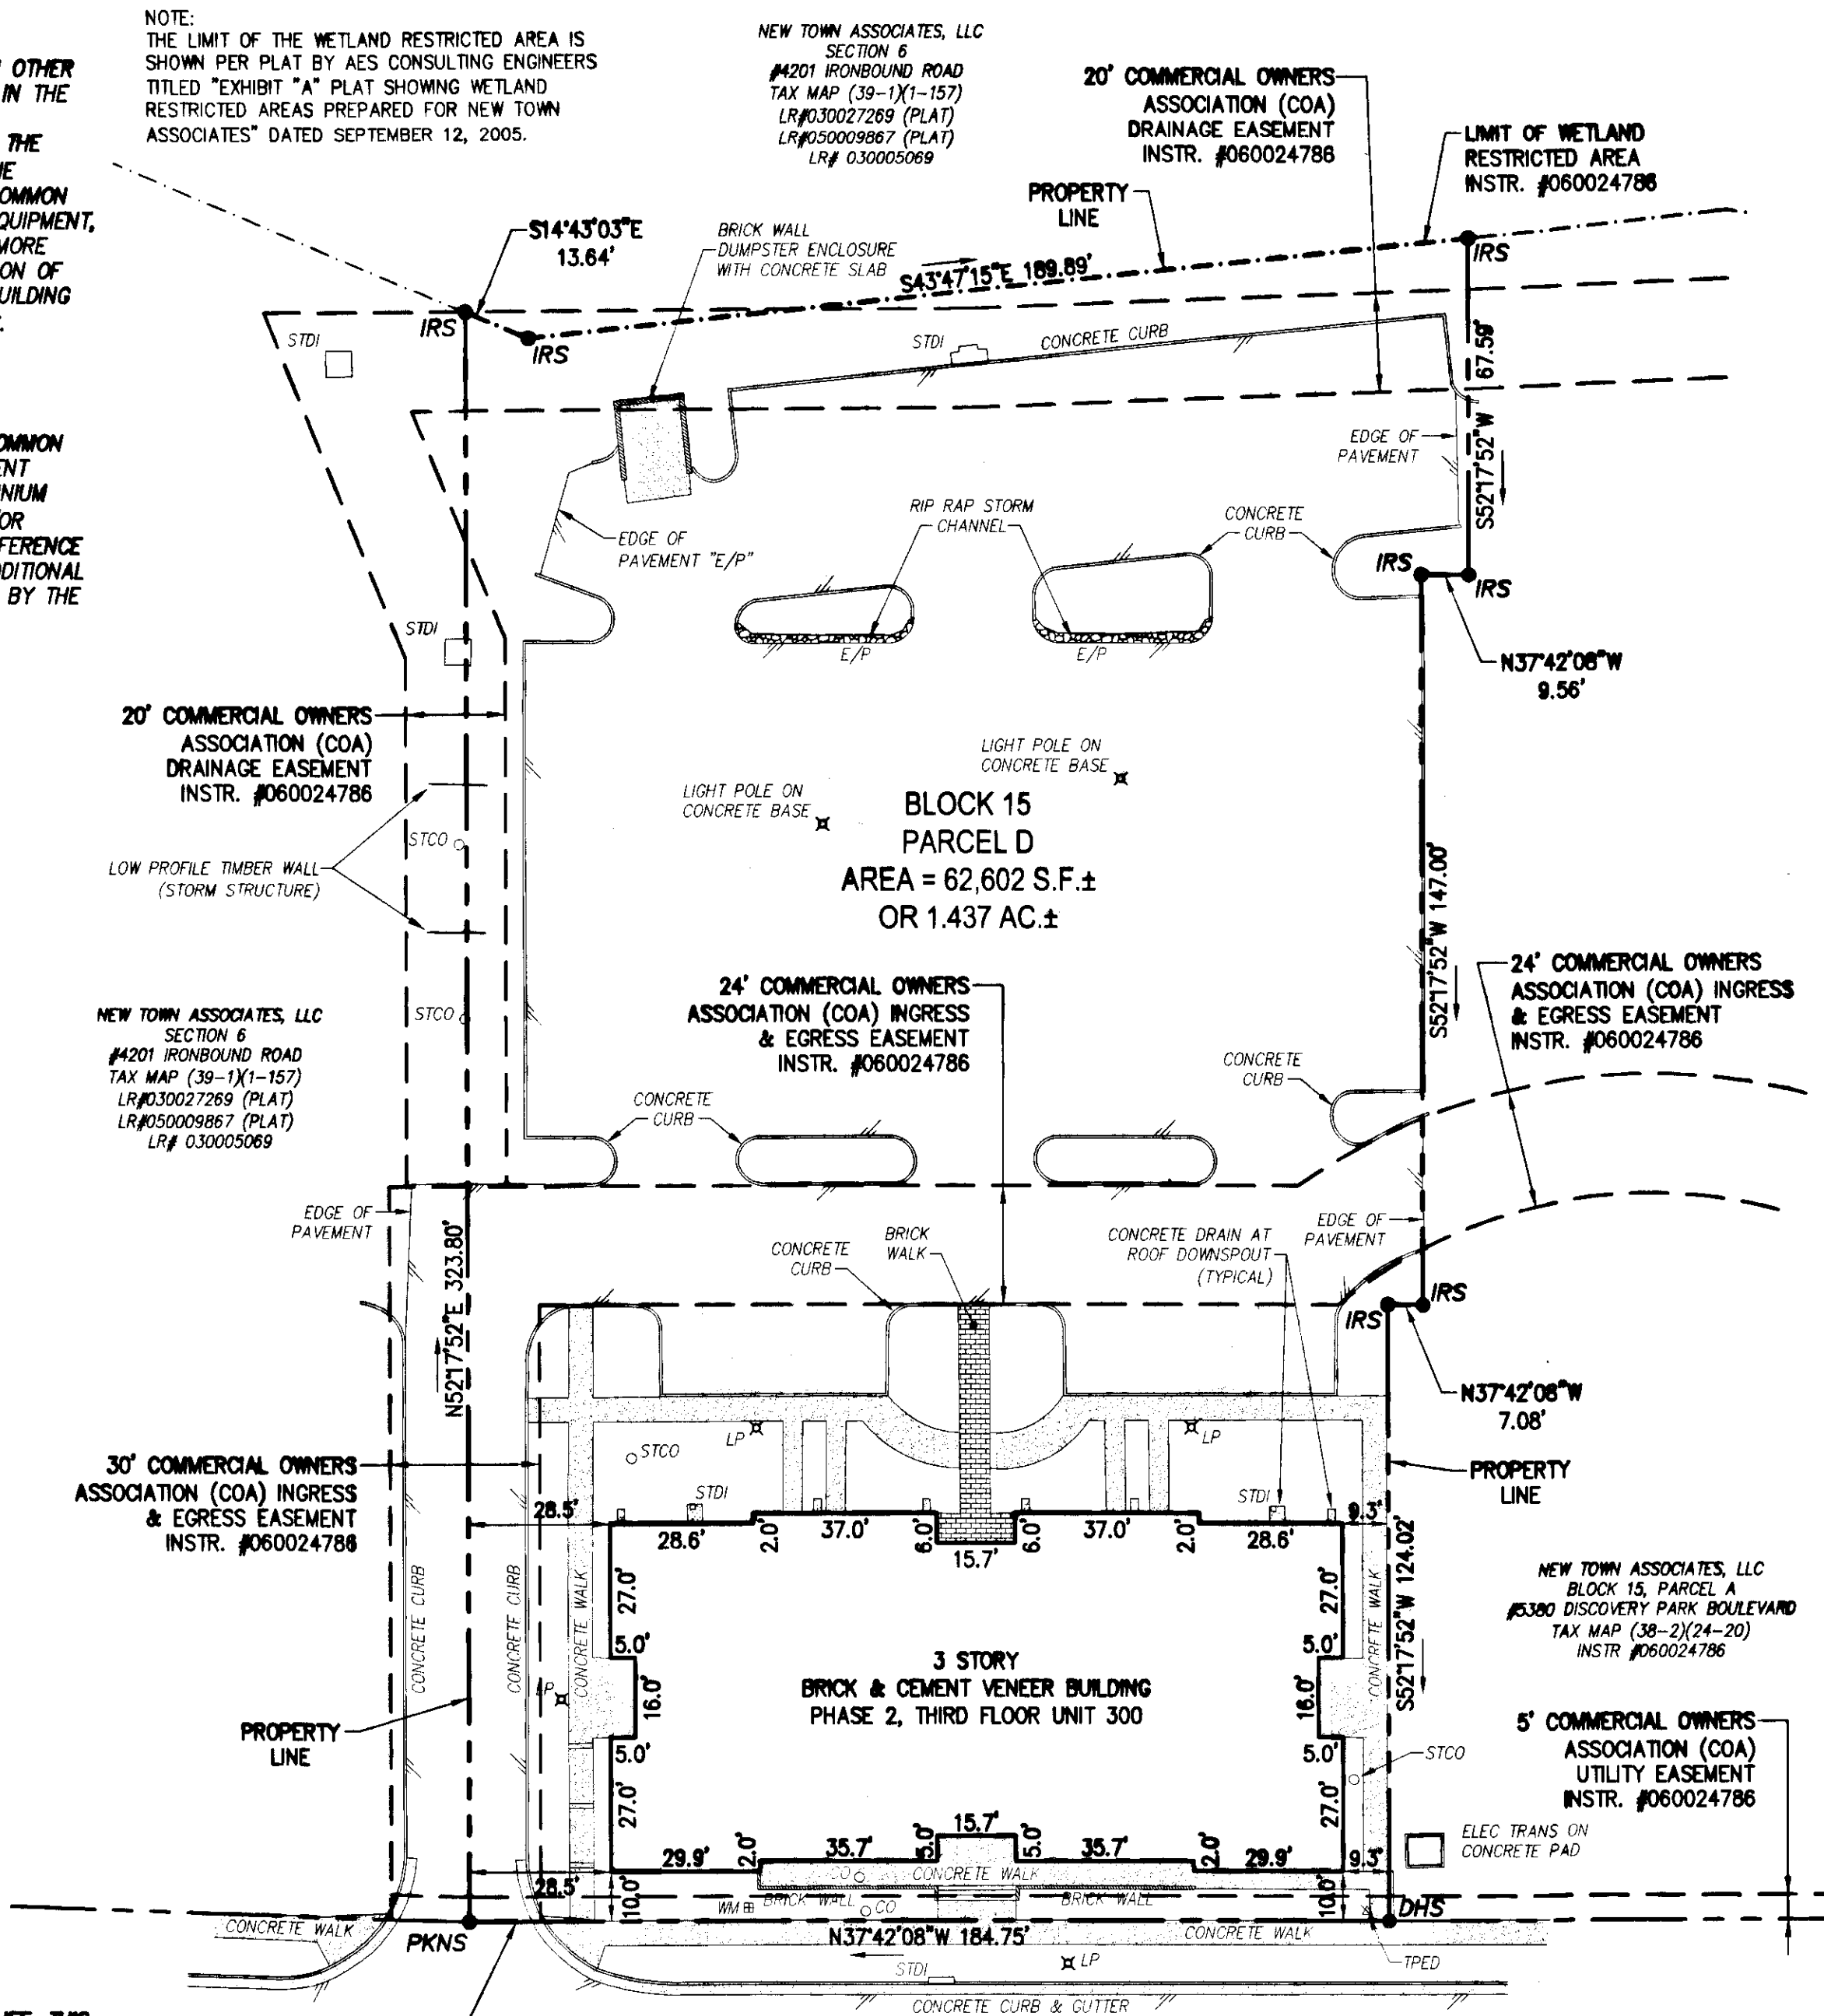 NOTE:
THE LIMIT OF THE WETLAND RESTRICTED AREA IS
SHOWN PER PLAT BY AES CONSULTING ENGINEERS
TITLED "EXHIBIT "A" PLAT SHOWING WETLAND
RESTRICTED AREAS PREPARED FOR NEW TOWN
ASSOCIATES" DATED SEPTEMBER 12, 2005.
OTHER
IN THE
THE
COMMON
EQUIPMENT,
MORE
ON OF
BUILDING
COMMON
ENT
NIUM
OR
FERENCE
DDITIONAL
BY THE
NEW TOWN ASSOCIATES, LLC
SECTION 6
#4201 IRONBOUND ROAD
TAX MAP (39-1)(1-157)
LR#030027269 (PLAT)
LR#050009867 (PLAT)
LR# 030005069
20' COMMERCIAL OWNERS
ASSOCIATION (COA)
DRAINAGE EASEMENT
INSTR. #060024786
LIMIT OF WETLAND
RESTRICTED AREA
INSTR. #060024786
PROPERTY
LINE
S14°43'03"E
13.64'
BRICK WALL
DUMPSTER ENCLOSURE
WITH CONCRETE SLAB
S43°47'15"E 189.89'
IRS
IRS
IRS
STDI
STDI
CONCRETE CURB
67.59'
S52°17'52"W
EDGE OF
PAVEMENT
RIP RAP STORM
CHANNEL
CONCRETE
CURB
EDGE OF
PAVEMENT "E/P"
IRS
IRS
STDI
E/P
E/P
N37°42'08"W
9.56'
20' COMMERCIAL OWNERS
ASSOCIATION (COA)
DRAINAGE EASEMENT
INSTR. #060024786
LIGHT POLE ON
CONCRETE BASE
LIGHT POLE ON
CONCRETE BASE
BLOCK 15
PARCEL D
AREA = 62,602 S.F.±
OR 1.437 AC.±
STCO
LOW PROFILE TIMBER WALL
(STORM STRUCTURE)
S52°17'52"W 147.00'
24' COMMERCIAL OWNERS
ASSOCIATION (COA) INGRESS
& EGRESS EASEMENT
INSTR. #060024786
24' COMMERCIAL OWNERS
ASSOCIATION (COA) INGRESS
& EGRESS EASEMENT
INSTR. #060024786
STCO
NEW TOWN ASSOCIATES, LLC
SECTION 6
#4201 IRONBOUND ROAD
TAX MAP (39-1)(1-157)
LR#030027269 (PLAT)
LR#050009867 (PLAT)
LR# 030005069
CONCRETE
CURB
CONCRETE
CURB
EDGE OF
PAVEMENT
N52°17'52"E 323.80'
CONCRETE
CURB
BRICK
WALK
CONCRETE DRAIN AT
ROOF DOWNSPOUT
(TYPICAL)
EDGE OF
PAVEMENT
IRS
IRS
N37°42'08"W
7.08'
LP
LP
STCO
30' COMMERCIAL OWNERS
ASSOCIATION (COA) INGRESS
& EGRESS EASEMENT
INSTR. #060024786
PROPERTY
LINE
STDI
STDI
28.5'
28.6'
2.0'
37.0'
6.0'
15.7'
6.0'
37.0'
2.0'
28.6'
9.3'
S52°17'52"W 124.02'
NEW TOWN ASSOCIATES, LLC
BLOCK 15, PARCEL A
#5380 DISCOVERY PARK BOULEVARD
TAX MAP (38-2)(24-20)
INSTR #060024786
CONCRETE CURB
CONCRETE CURB
CONCRETE WALK
CONCRETE WALK
27.0'
5.0'
16.0'
5.0'
27.0'
27.0'
5.0'
16.0'
5.0'
27.0'
3 STORY
BRICK & CEMENT VENEER BUILDING
PHASE 2, THIRD FLOOR UNIT 300
LP
PROPERTY
LINE
STCO
5' COMMERCIAL OWNERS
ASSOCIATION (COA)
UTILITY EASEMENT
INSTR. #060024786
ELEC TRANS ON
CONCRETE PAD
29.9'
2.0'
35.7'
5.0'
15.7'
5.0'
35.7'
2.0'
29.9'
9.3'
28.5'
10.0'
10.0'
CO
CONCRETE WALK
WM
BRICK WALL
CO
BRICK WALL
DHS
CONCRETE WALK
PKNS
N37°42'08"W 184.75'
CONCRETE WALK
STDI
LP
TPED
CONCRETE CURB & GUTTER